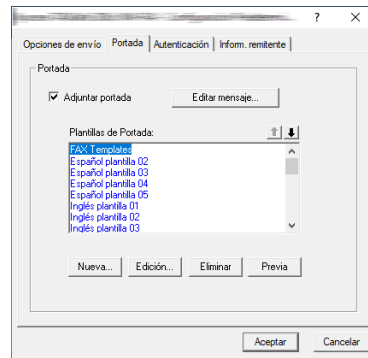 ?
Opciones de envío Portada Autenticación Inform. remitente
Portada
Adjuntar portada Editar mensaje...
Plantillas de Portada:
FAX Templates
Español plantilla 02
Español plantilla 03
Español plantilla 04
Español plantilla 05
Inglés plantilla 01
Inglés plantilla 02
Inglés plantilla 03
Nueva... Edición... Eliminar Previa
Aceptar Cancelar